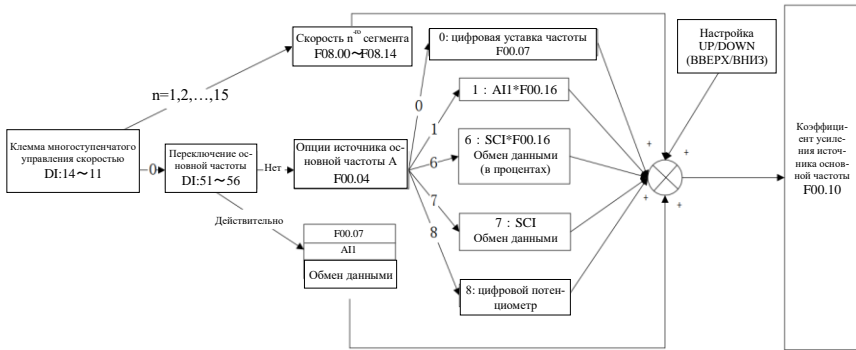 Скорость n-го сегмента
F08.00～F08.14
0: цифровая уставка частоты
F00.07
Настройка
UP/DOWN
(ВВЕРХ/ВНИЗ)
n=1,2,…,15
1：AI1*F00.16
0
1
6
7
8
Клемма многоступенчатого
управления скоростью
DI:14～11
0
Переключение ос-
новной частоты
DI:51～56
Нет
Опции источника ос-
новной частоты A
F00.04
6：SCI*F00.16
Обмен данными
(в процентах)
Действительно
F00.07
AI1
Обмен данными
7：SCI
Обмен данными
8: цифровой потен-
циометр
+
+
+
+
+
+
+
Коэффици-
ент усиле-
ния источ-
ника основ-
ной частоты
F00.10